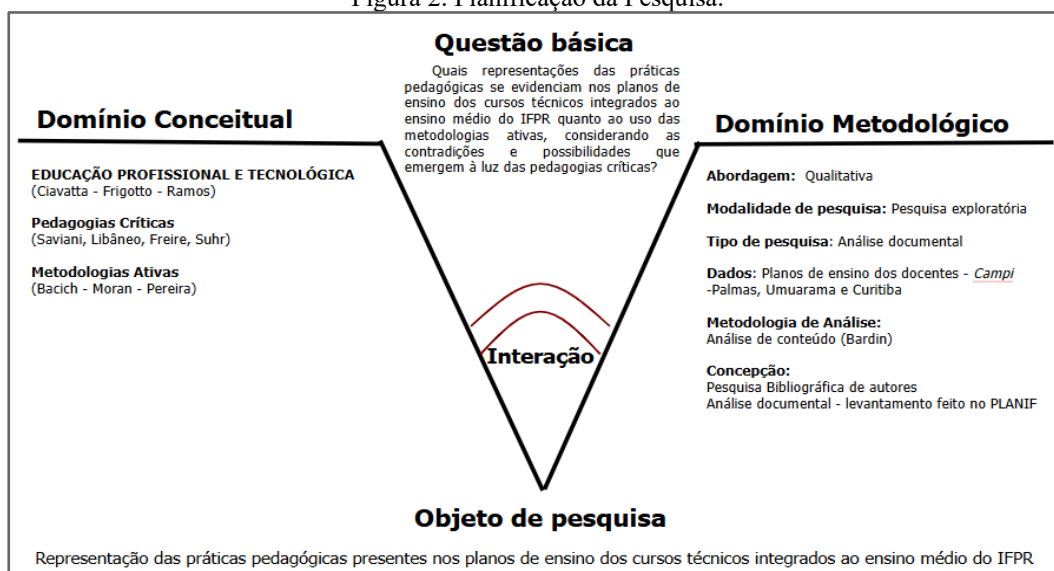 Figura 2: Planificação da Pesquisa.
Questão básica
Quais representações das práticas
pedagógicas se evidenciam nos planos de
ensino dos cursos técnicos integrados ao
ensino médio do IFPR quanto ao uso das
metodologias ativas, considerando as
contradições e possibilidades que
emergem à luz das pedagogias críticas?
Domínio Conceitual
EDUCAÇÃO PROFISSIONAL E TECNOLÓGICA
(Ciavatta - Frigotto - Ramos)
Pedagogias Críticas
(Saviani, Libâneo, Freire, Suhr)
Metodologias Ativas
(Bacich - Moran - Pereira)
Domínio Metodológico
Abordagem: Qualitativa
Modalidade de pesquisa: Pesquisa exploratória
Tipo de pesquisa: Análise documental
Dados: Planos de ensino dos docentes - Campi
-Palmas, Umuarama e Curitiba
Metodologia de Análise:
Análise de conteúdo (Bardin)
Concepção:
Pesquisa Bibliográfica de autores
Análise documental - levantamento feito no PLANIF
Interação
Objeto de pesquisa
Representação das práticas pedagógicas presentes nos planos de ensino dos cursos técnicos integrados ao ensino médio do IFPR